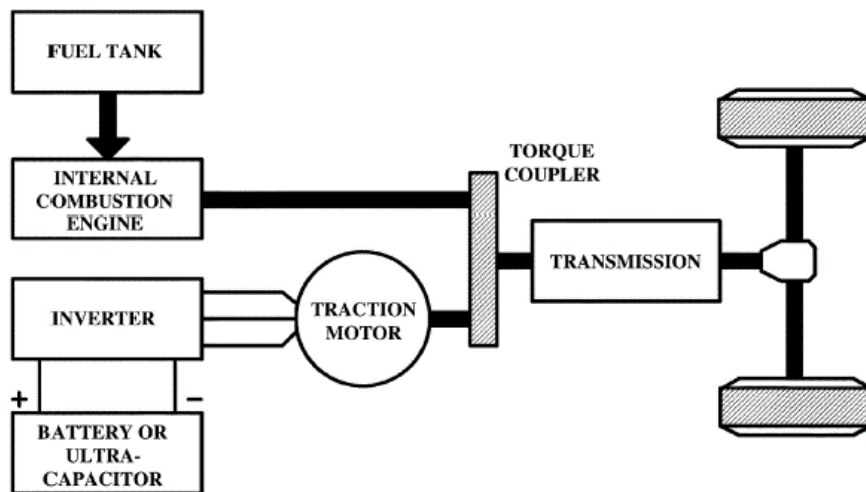 FUEL TANK
INTERNAL
COMBUSTION
ENGINE
TORQUE
COUPLER
TRANSMISSION
INVERTER
TRACTION
MOTOR
+
−
BATTERY OR
ULTRA-
CAPACITOR